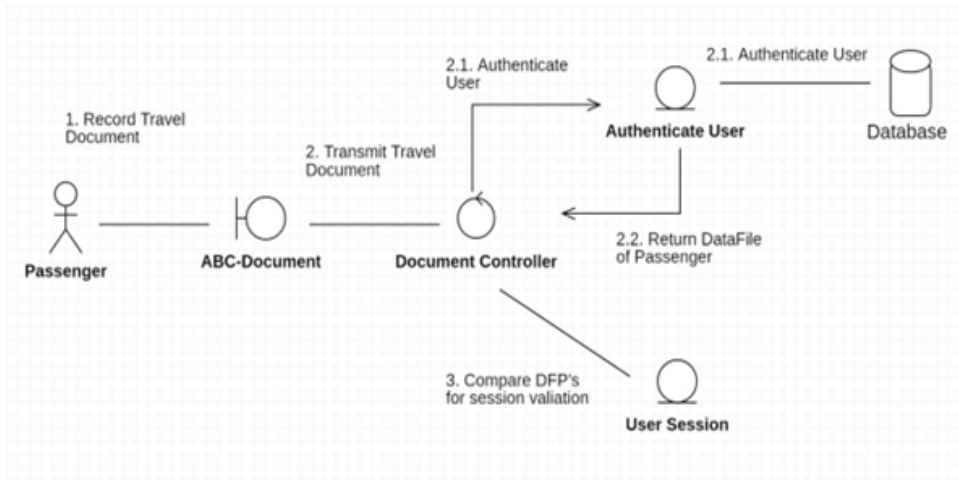 2.1. Authenticate User
2.1. Authenticate
User
1. Record Travel
Document
Authenticate User
Database
2. Transmit Travel
Document
2.2. Return DataFile
of Passenger
Passenger
ABC-Document
Document Controller
3. Compare DFP's
for session valiation
User Session